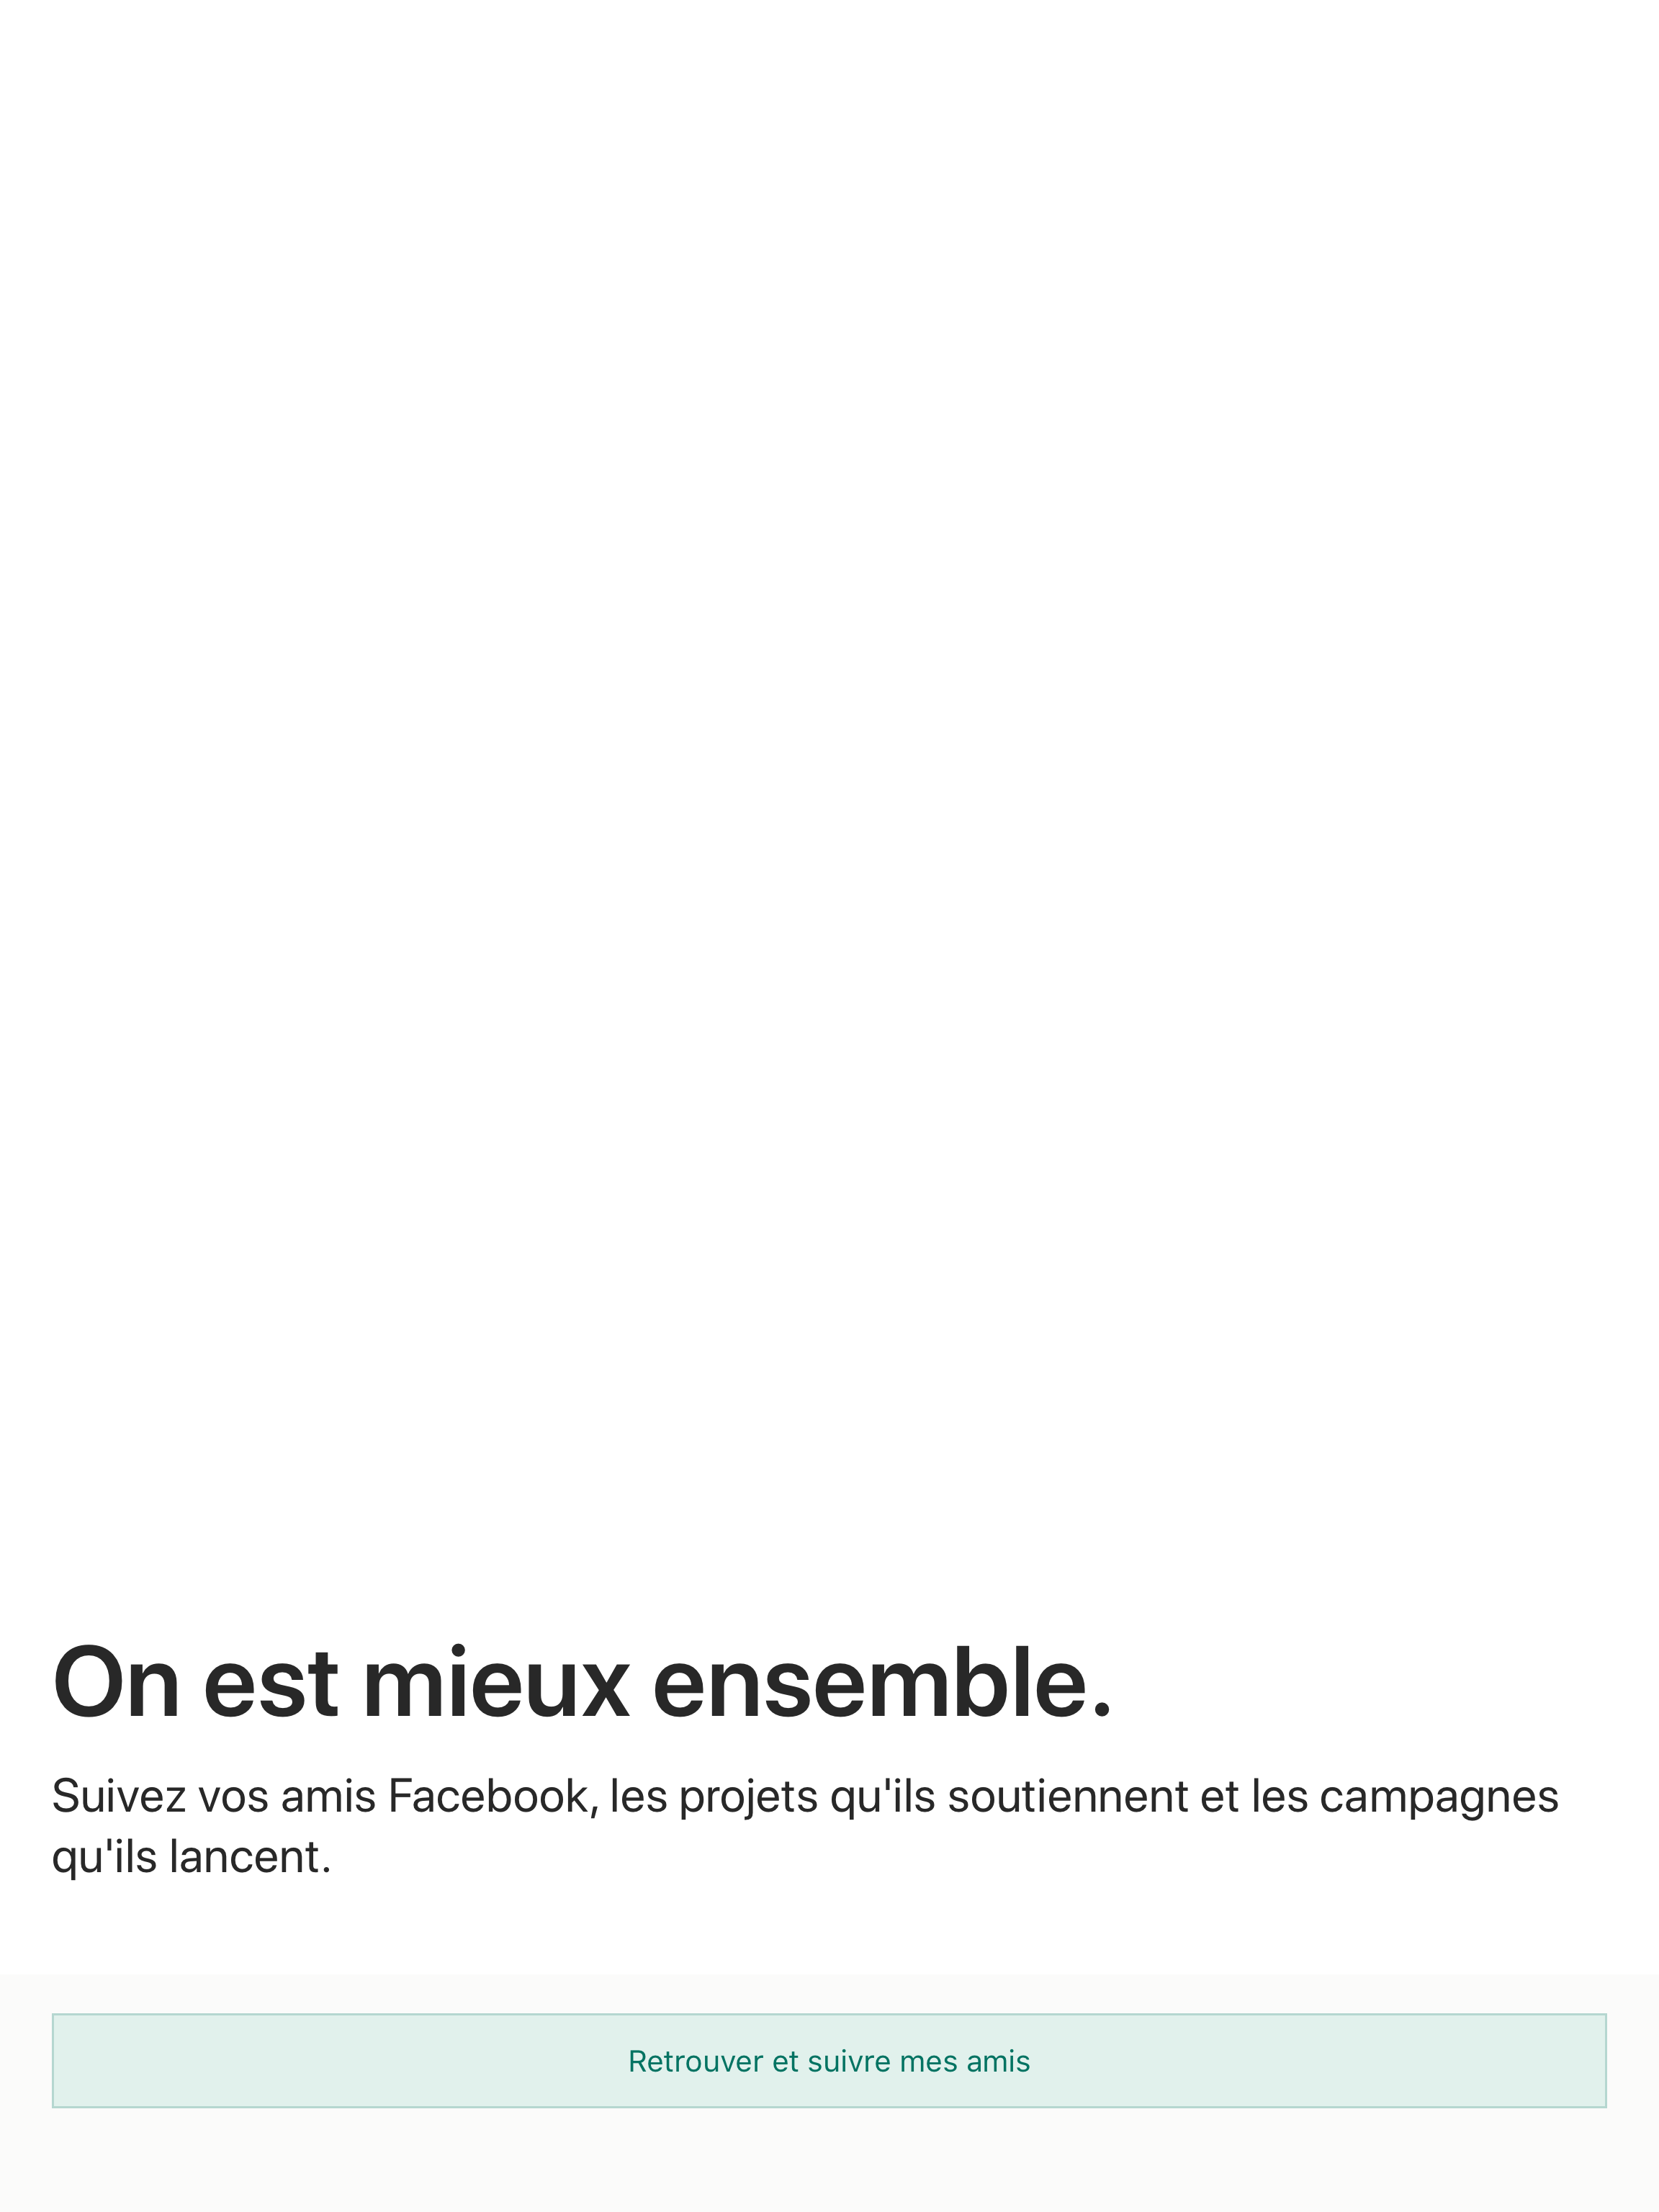 On est mieux ensemble.
Suivez vos amis Facebook, les projets qu'ils soutiennent et les campagnes
qu'ils lancent.
Retrouver et suivre mes amis